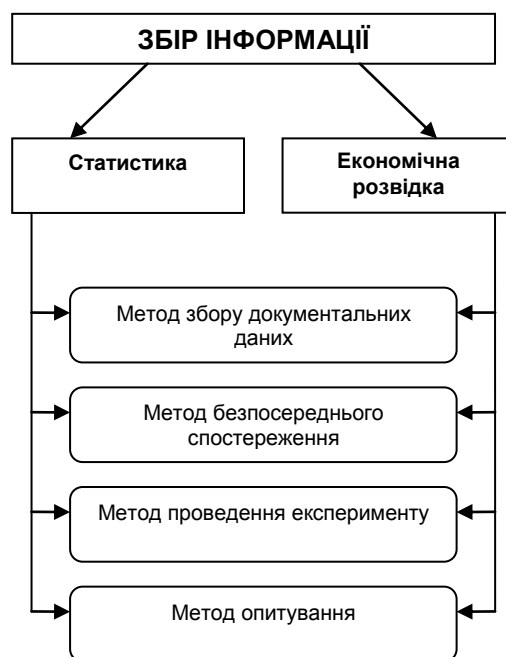 ЗБІР ІНФОРМАЦІЇ
Статистика
Економічна
розвідка
Метод збору документальних
даних
Метод безпосереднього
спостереження
Метод проведення експерименту
Метод опитування